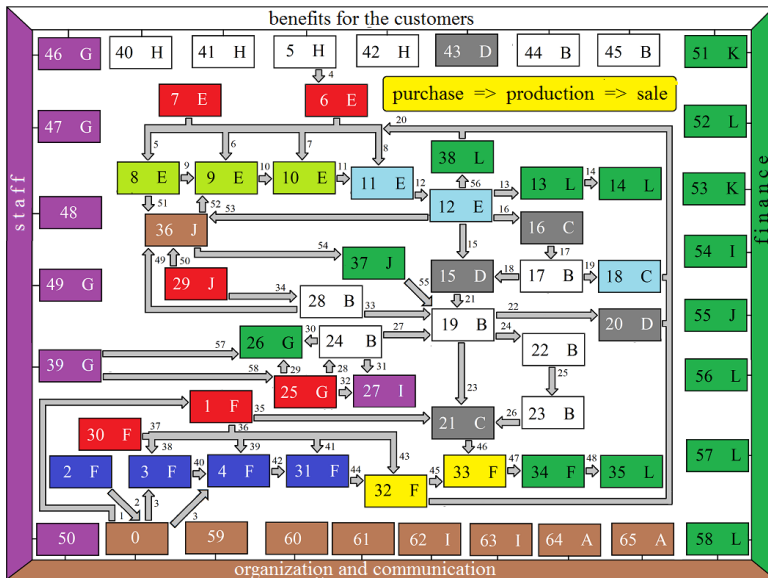 benefits for the customers
46 G
40 H
41 H
5 H
42 H
43 D
44 B
45 B
51 K
4
7 E
6 E
purchase => production => sale
47 G
52 L
20
5
6
7
8
38 L
8 E
9
9 E
10
10 E
11
11 E
12
56
13
13 L
14
14 L
53 K
staff
finance
51
52
53
12 E
16
48
36 J
16 C
54
15
17
54 I
49
50
37 J
55
15 D
18
17 B
19
18 C
49 G
29 J
34
28 B
33
21
22
55 J
19 B
20 D
57
26 G
30
24 B
27
24
22 B
39 G
29
28
31
56 L
58
25 G
32
27 I
23
25
1 F
35
21 C
26
23 B
30 F
37
36
38
39
41
43
46
57 L
2 F
3 F
40
4 F
42
31 F
44
32 F
45
33 F
47
34 F
48
35 L
1
2
3
3
50
0
59
60
61
62 I
63 I
64 A
65 A
58 L
organization and communication